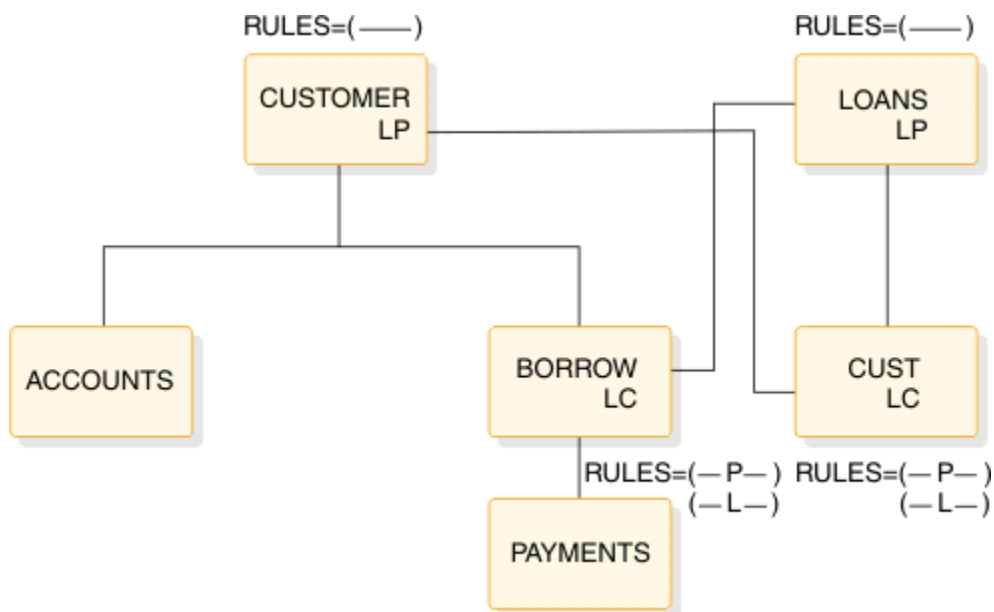 RULES=( — — )
RULES=( — — )
CUSTOMER
LP
LOANS
LP
ACCOUNTS
BORROW
LC
CUST
LC
RULES=( — P — )
( — L — )
RULES=( — P — )
( — L — )
PAYMENTS